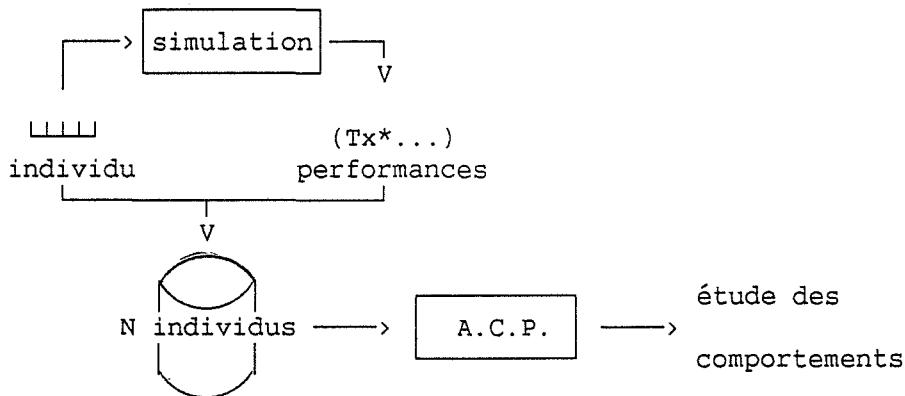 simulation
V
(Tx*...)
individu
performances
V
N individus
A.C.P.
étude des
comportements